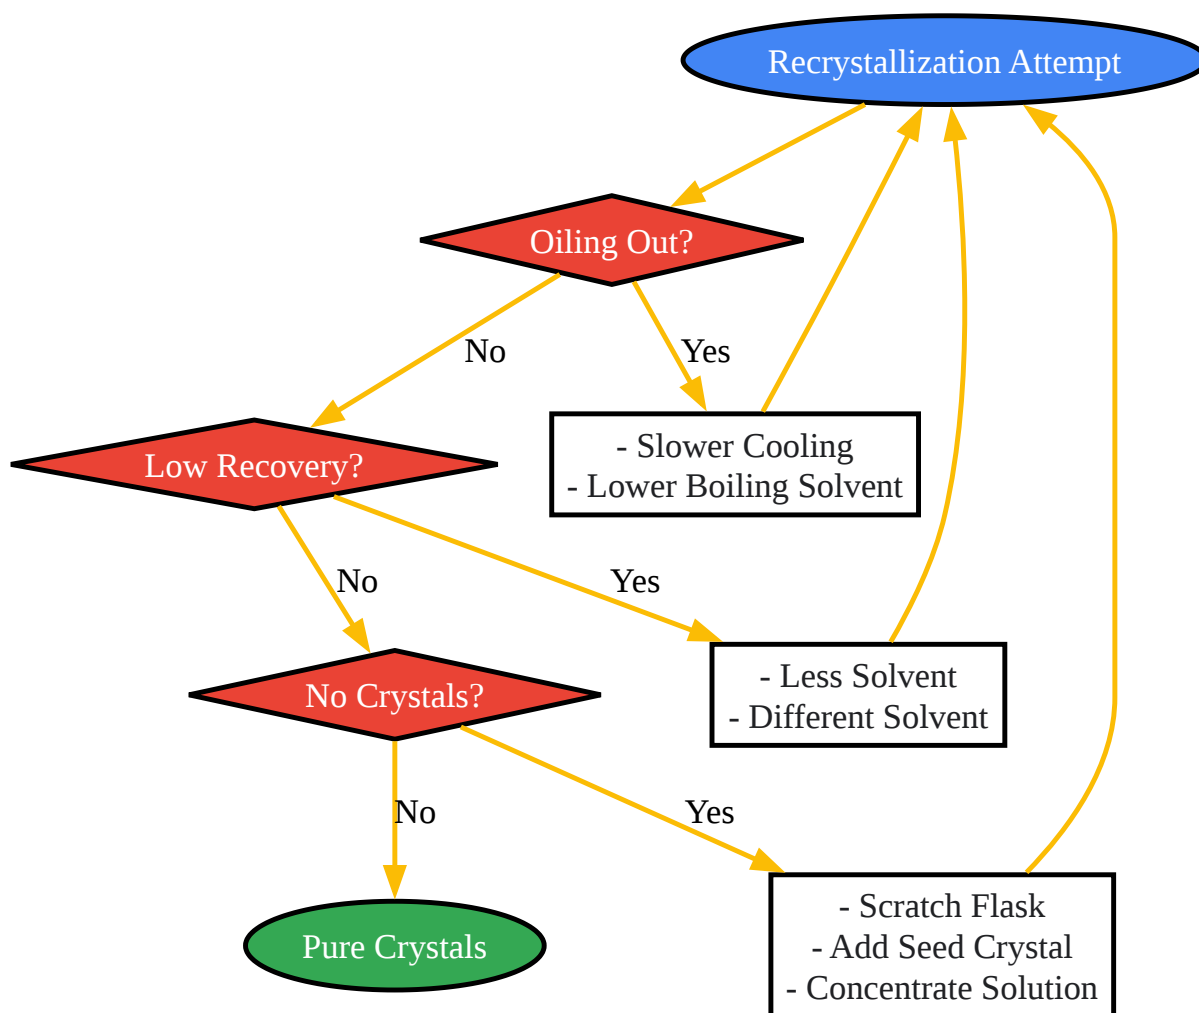 Recrystallization Attempt
Oiling Out?
No
Yes
- Slower Cooling
- Lower Boiling Solvent
Low Recovery?
No
Yes
- Less Solvent
- Different Solvent
No Crystals?
No
Yes
- Scratch Flask
- Add Seed Crystal
- Concentrate Solution
Pure Crystals